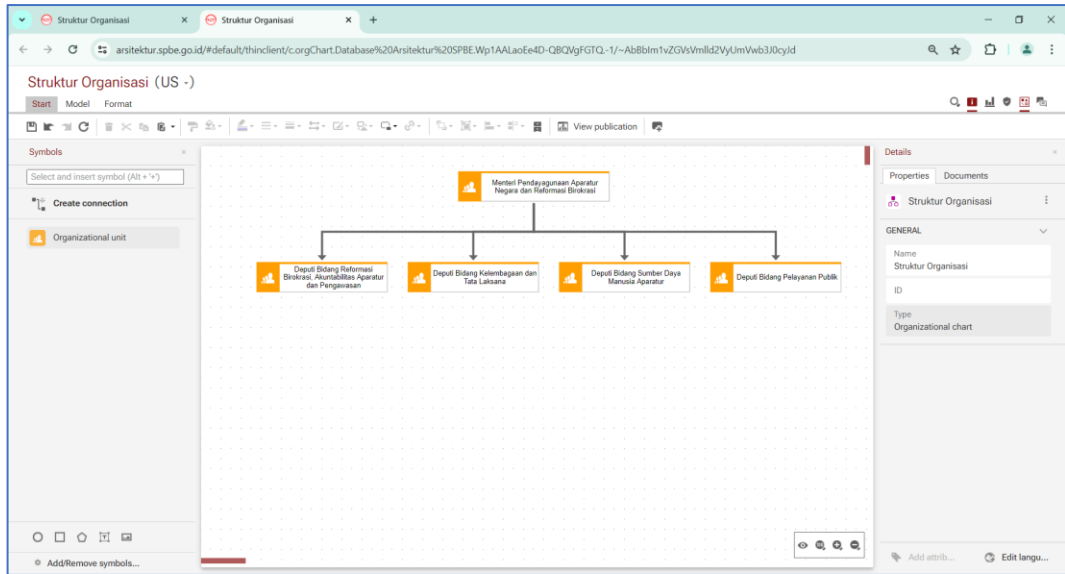 Struktur Organisasi
Struktur Organisasi
arsitektur.spbe.go.id/#default/thinclient/c.orgChart.Database%20Arsitektur%20SPBE.Wp1AALaoEe4D-QBQVgFGTQ.-1/~AbBbIm1vZGVsVmlld2VyUmVwb3J0cyJd
Struktur Organisasi (US -)
Start Model Format
View publication
Symbols
Select and insert symbol (Alt + '+')
Create connection
Organizational unit
Add/Remove symbols...
Menteri Pendayagunaan Aparatur
Negara dan Reformasi Birokrasi
Deputi Bidang Reformasi
Birokrasi, Akuntabilitas Aparatur
dan Pengawasan
Deputi Bidang Kelembagaan dan
Tata Laksana
Deputi Bidang Sumber Daya
Manusia Aparatur
Deputi Bidang Pelayanan Publik
Details
Properties Documents
Struktur Organisasi
GENERAL
Name
Struktur Organisasi
ID
Type
Organizational chart
Add attrib... Edit langu...